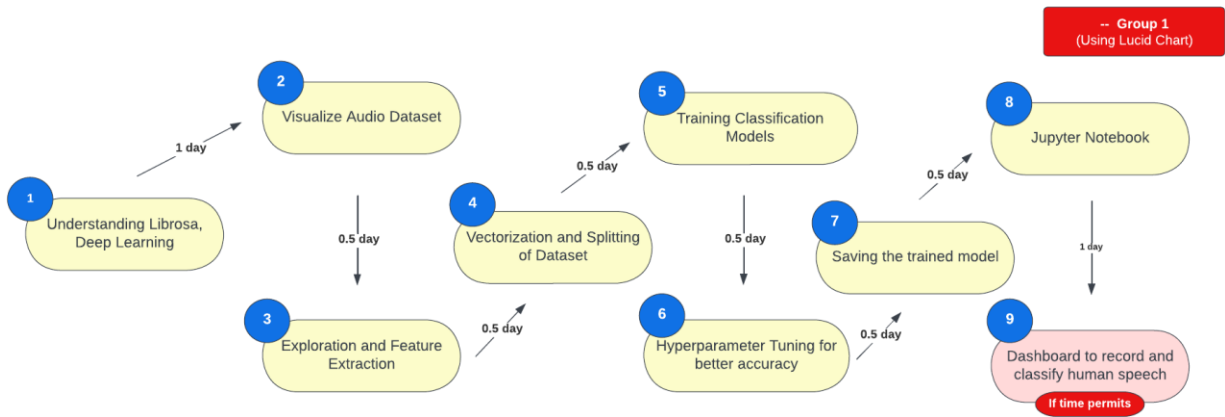 -- Group 1
(Using Lucid Chart)
1
Understanding Librosa,
Deep Learning
1 day
2
Visualize Audio Dataset
0.5 day
3
Exploration and Feature
Extraction
0.5 day
4
Vectorization and Splitting
of Dataset
0.5 day
5
Training Classification
Models
0.5 day
6
Hyperparameter Tuning for
better accuracy
0.5 day
7
Saving the trained model
0.5 day
8
Jupyter Notebook
1 day
9
Dashboard to record and
classify human speech
If time permits